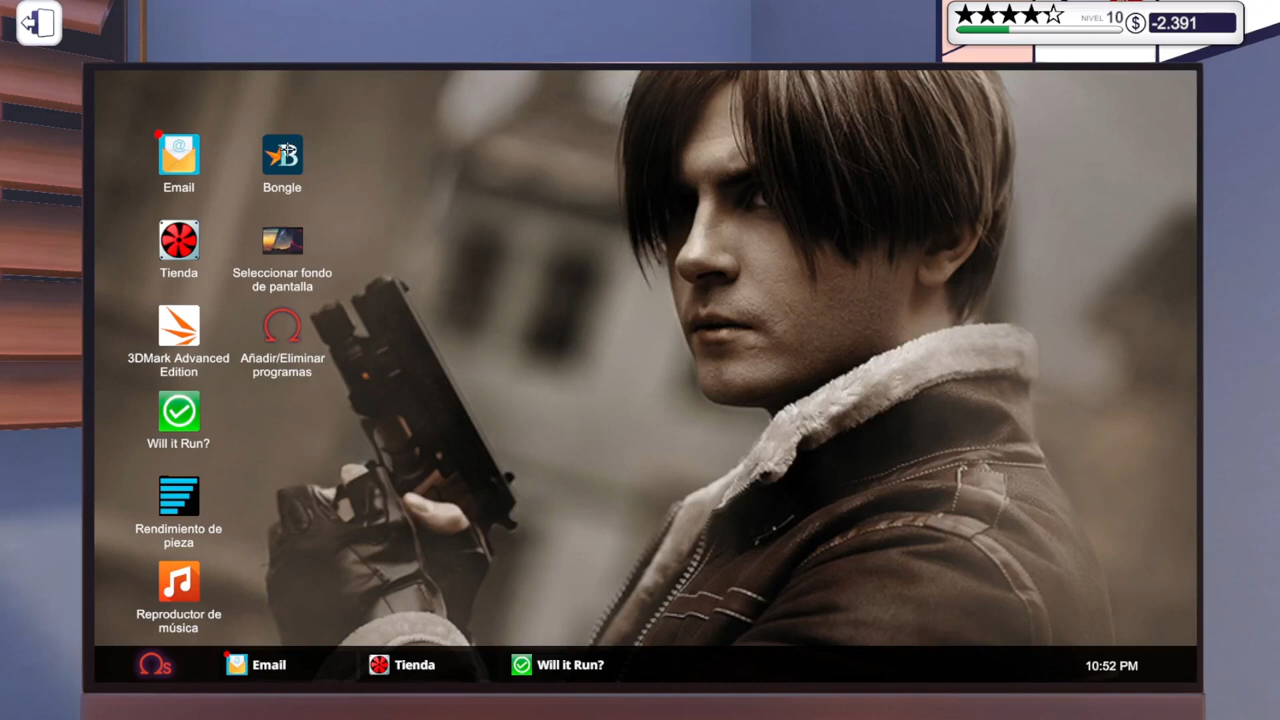 NIVEL 10
$ -2.391
Email
Bongle
Tienda
Seleccionar fondo
de pantalla
3DMark Advanced
Edition
Añadir/Eliminar
programas
Will it Run?
Rendimiento de
pieza
Reproductor de
música
Ωs
Email
Tienda
Will it Run?
10:52 PM